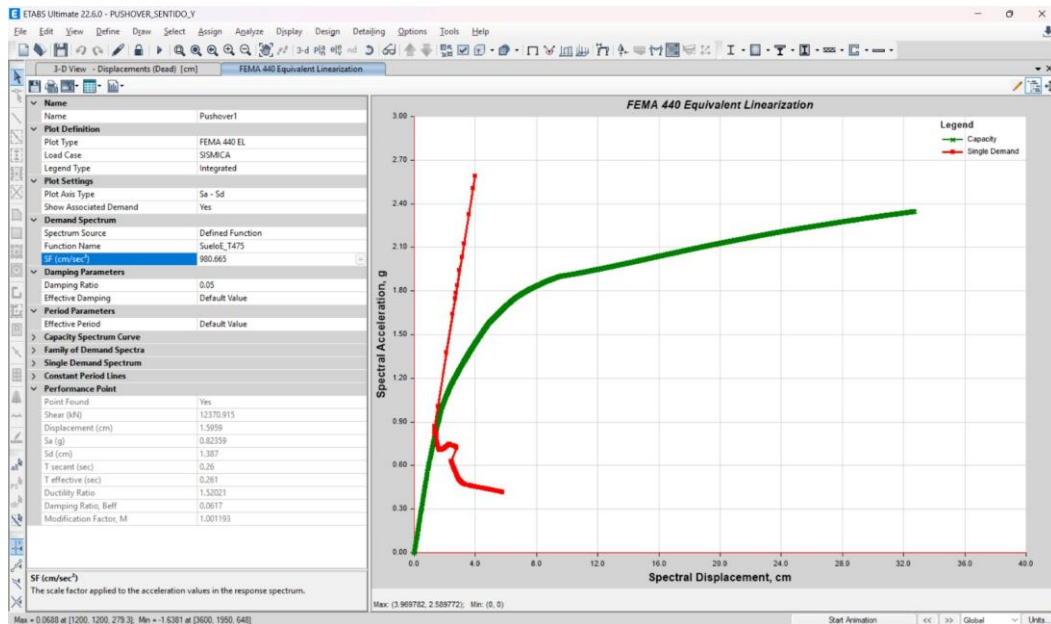 ETABS Ultimate 22.6.0 - PUSHOVER_SENTIDO_Y
File Edit View Define Draw Select Assign Analyze Display Design Detailing Options Tools Help
3-D View - Displacements (Dead) [cm] FEMA 440 Equivalent Linearization
Name
Name Pushover1
Plot Definition
Plot Type FEMA 440 EL
Load Case SISMICA
Legend Type Integrated
Plot Settings
Plot Axis Type Sa - Sd
Show Associated Demand Yes
Demand Spectrum
Spectrum Source Defined Function
Function Name SueloE_T475
SF (cm/sec²) 980.665
Damping Parameters
Damping Ratio 0.05
Effective Damping Default Value
Period Parameters
Effective Period Default Value
Capacity Spectrum Curve
Family of Demand Spectra
Single Demand Spectrum
Constant Period Lines
Performance Point
Point Found Yes
Shear (kN) 12370.915
Displacement (cm) 1.5959
Sa (g) 0.82359
Sd (cm) 1.387
T secant (sec) 0.26
T effective (sec) 0.261
Ductility Ratio 1.52021
Damping Ratio, Beff 0.0617
Modification Factor, M 1.001193
SF (cm/sec²)
The scale factor applied to the acceleration values in the response spectrum.
FEMA 440 Equivalent Linearization
Legend
Capacity
Single Demand
3.00
2.70
2.40
2.10
1.80
1.50
1.20
0.90
0.60
0.30
0.00
Spectral Acceleration, g
0.0 4.0 8.0 12.0 16.0 20.0 24.0 28.0 32.0 36.0 40.0
Spectral Displacement, cm
Max: (3.969782, 2.589772); Min: (0, 0)
Max = 0.0688 at [1200, 1200, 279.3]; Min = -1.6381 at [3600, 1950, 648]
Start Animation << >> Global Units...